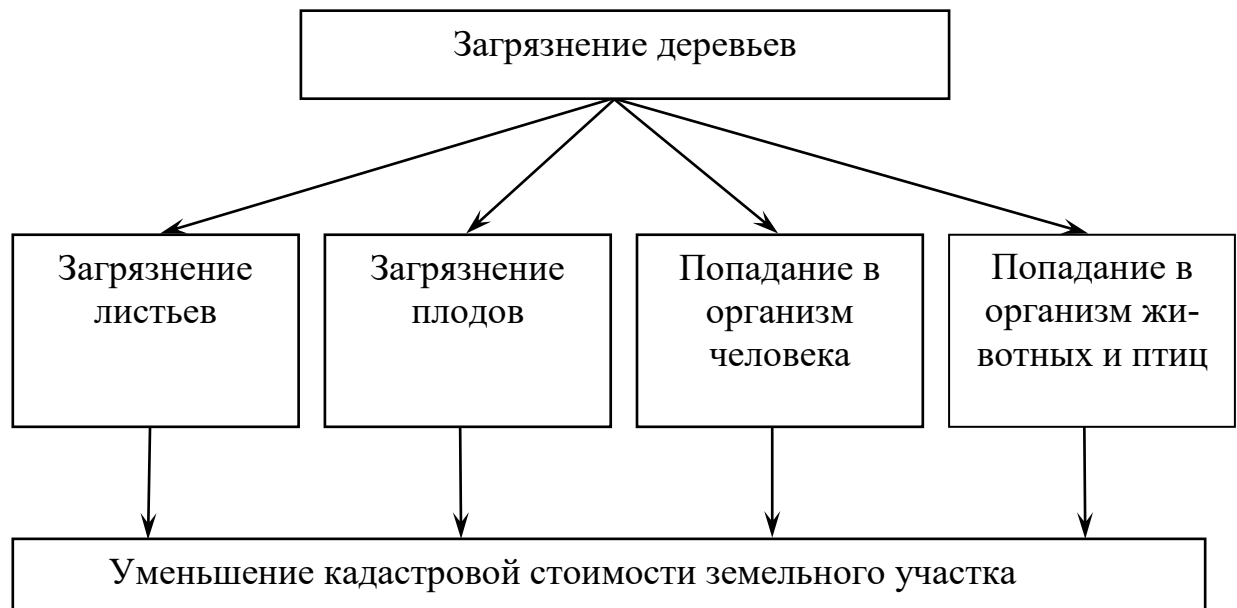 Загрязнение деревьев
Загрязнение
листьев
Загрязнение
плодов
Попадание в
организм
человека
Попадание в
организм жи-
вотных и птиц
Уменьшение кадастровой стоимости земельного участка